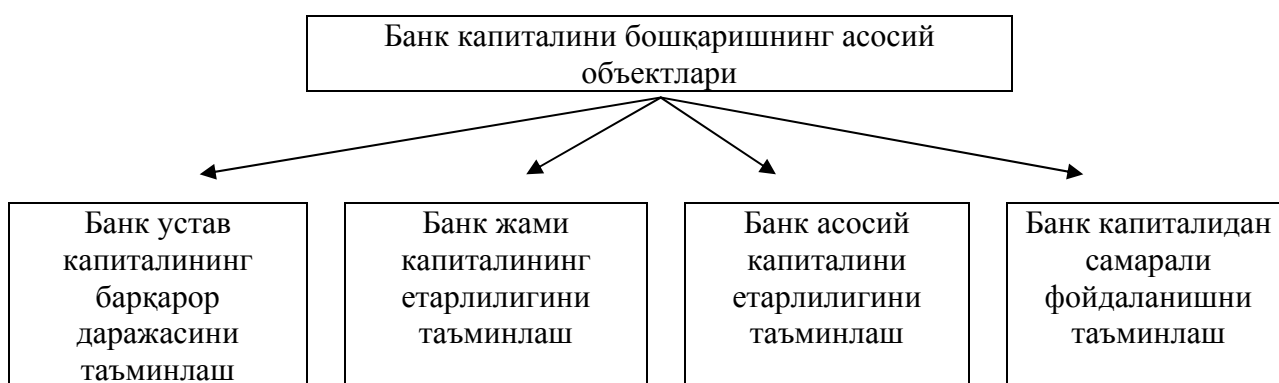 Банк капиталини бошқаришнинг асосий
объектлари
Банк устав
капиталининг
барқарор
даражасини
таъминлаш
Банк жами
капиталининг
етарлилигини
таъминлаш
Банк асосий
капиталини
етарлилигини
таъминлаш
Банк капиталидан
самарали
фойдаланишни
таъминлаш